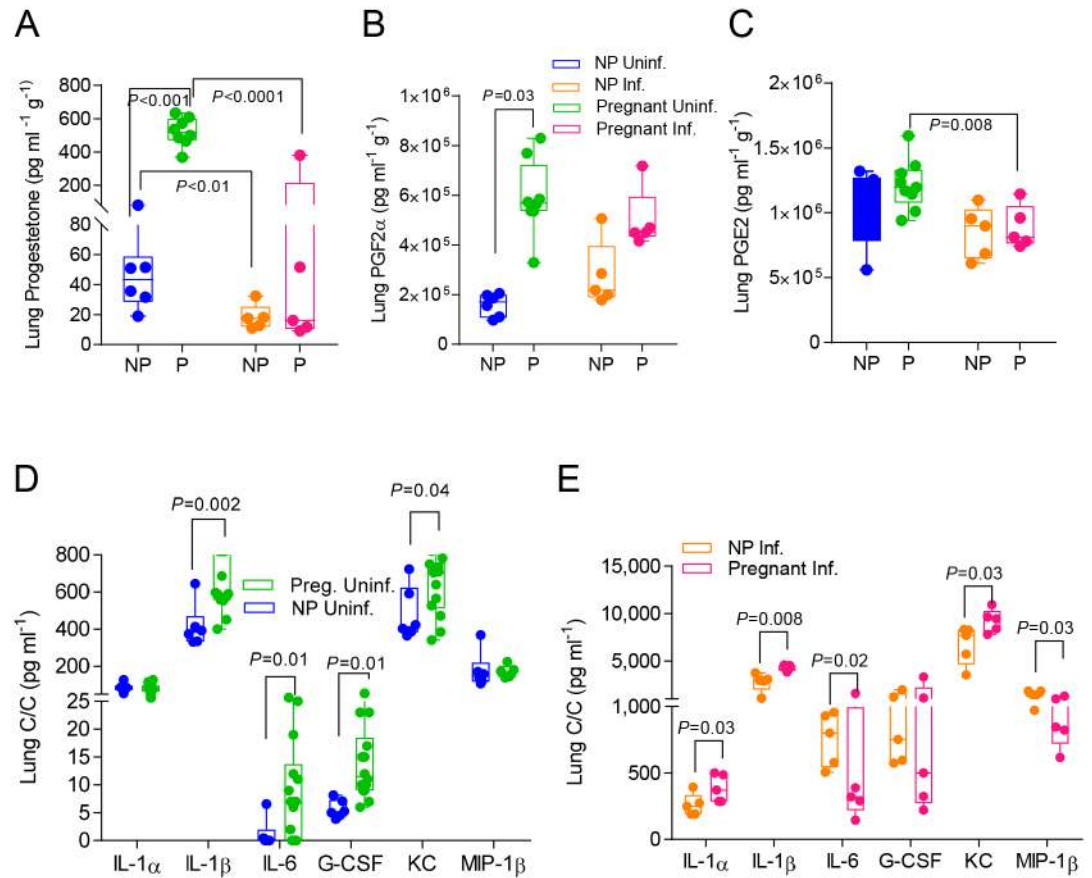 A
Lung Progestetone (pg ml⁻¹ g⁻¹)
800
600
400
200
80
60
40
20
0
P<0.001
P<0.0001
P<0.01
NP P NP P
B
NP Uninf.
NP Inf.
Pregnant Uninf.
Pregnant Inf.
Lung PGF2α (pg ml⁻¹ g⁻¹)
1×10⁶
8×10⁵
6×10⁵
4×10⁵
2×10⁵
0
P=0.03
NP P NP P
C
Lung PGE2 (pg ml⁻¹ g⁻¹)
2×10⁶
1×10⁶
1×10⁶
5×10⁵
0
P=0.008
NP P NP P
D
Lung C/C (pg ml⁻¹)
800
600
400
200
25
20
15
10
5
0
P=0.002
P=0.04
Preg. Uninf.
NP Uninf.
P=0.01
P=0.01
IL-1α IL-1β IL-6 G-CSF KC MIP-1β
E
NP Inf.
Pregnant Inf.
Lung C/C (pg ml⁻¹)
15,000
10,000
5,000
1,000
500
0
P=0.03
P=0.008
P=0.02
P=0.03
P=0.03
IL-1α IL-1β IL-6 G-CSF KC MIP-1β